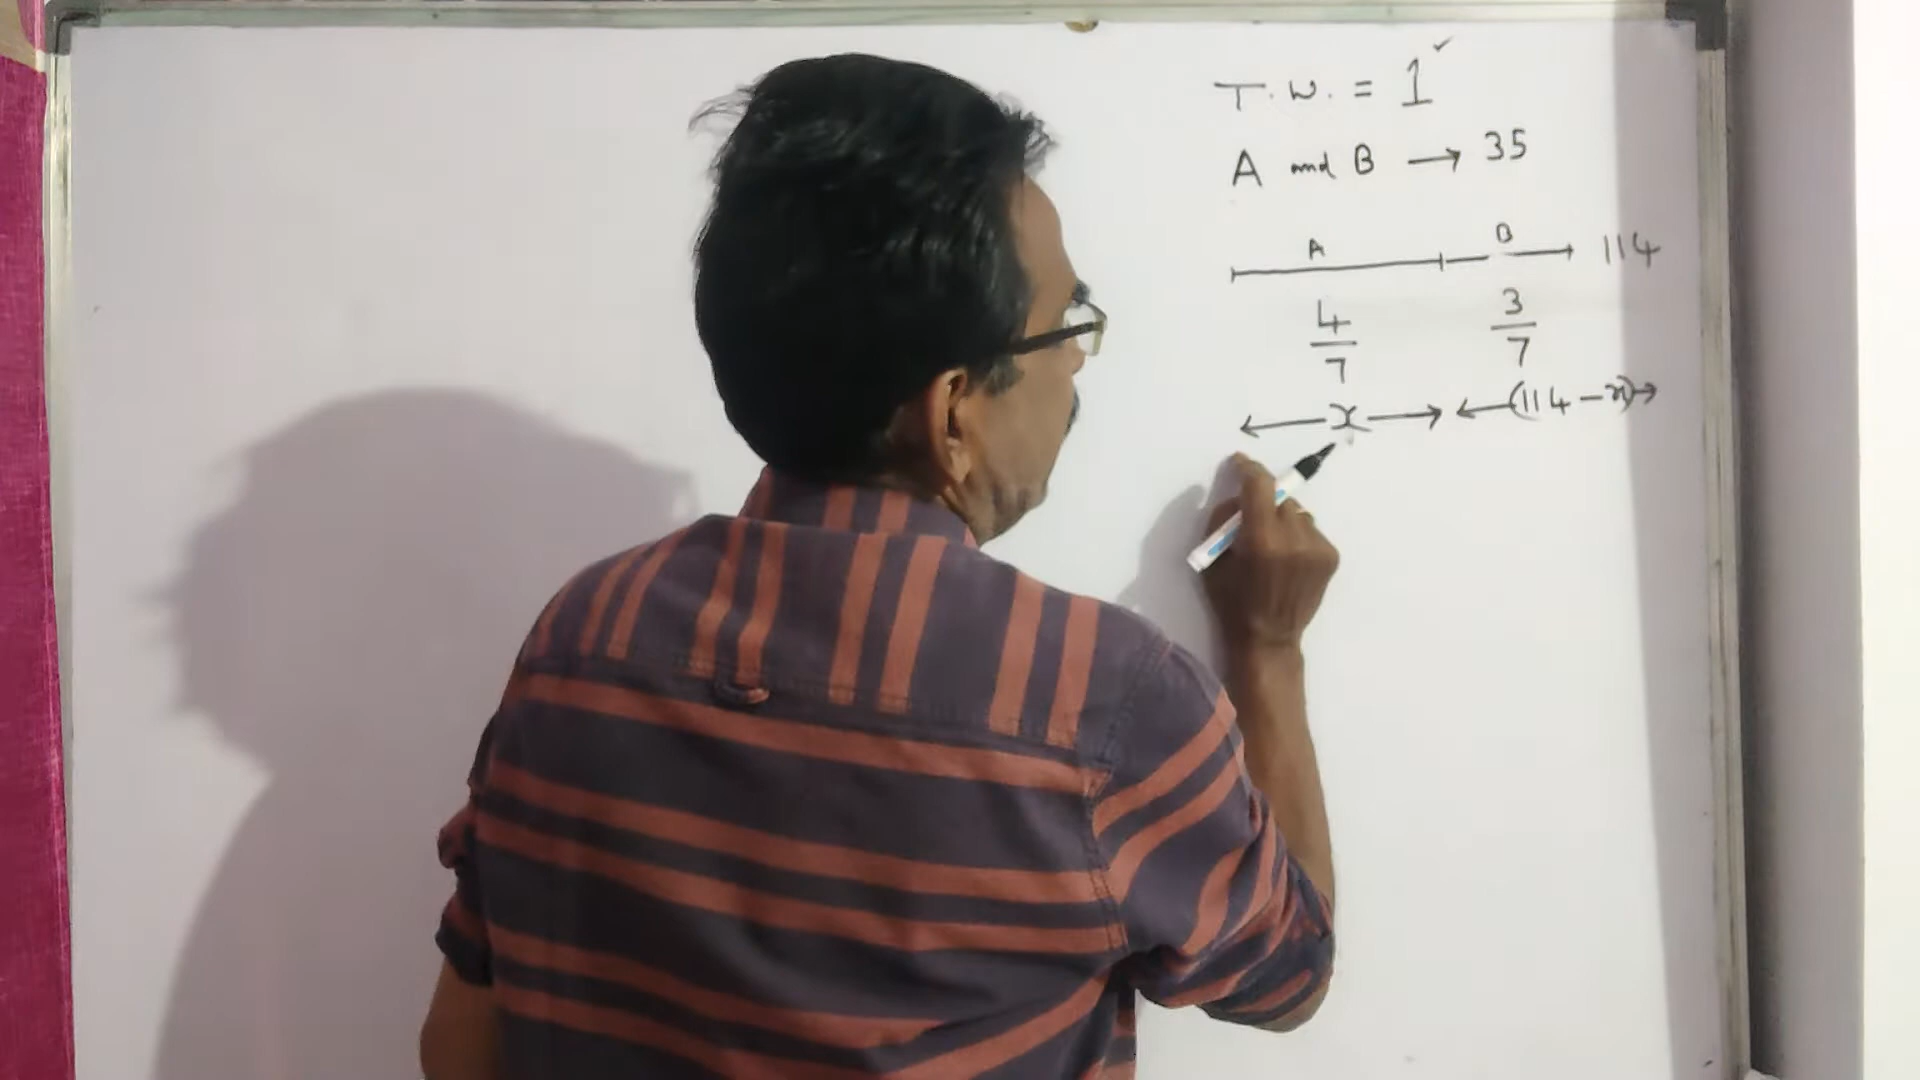 T.W. = 1 ✓
A and B → 35
A B 114
4/7 3/7
← x → ← (114 - x) →